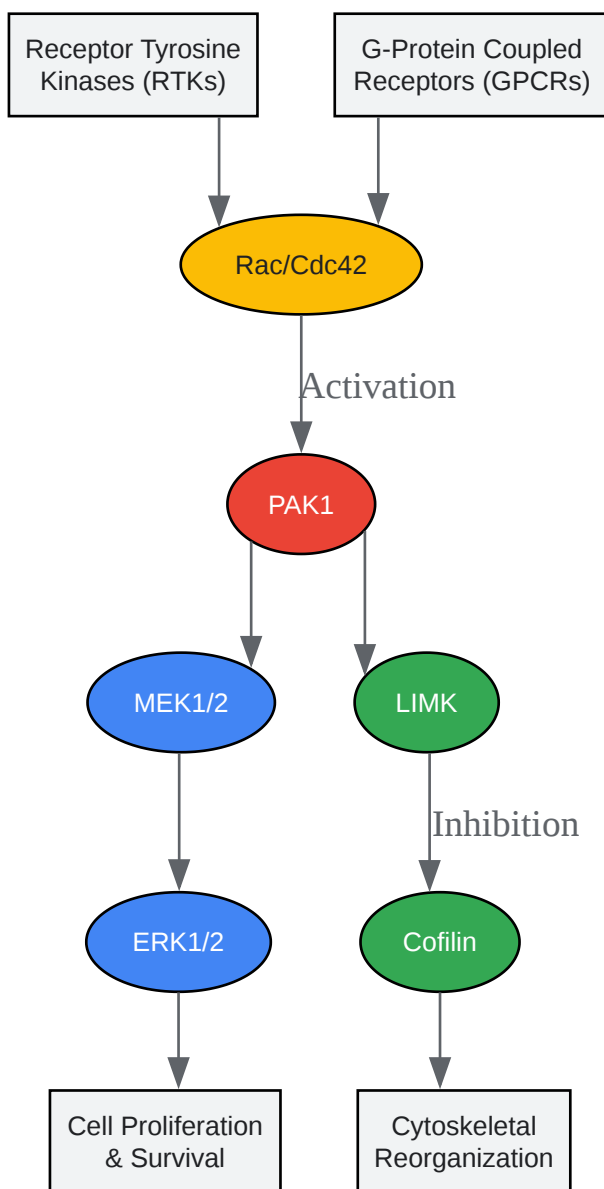 Receptor Tyrosine
Kinases (RTKs)
G-Protein Coupled
Receptors (GPCRs)
Rac/Cdc42
Activation
PAK1
MEK1/2
LIMK
Inhibition
ERK1/2
Cofilin
Cell Proliferation
& Survival
Cytoskeletal
Reorganization